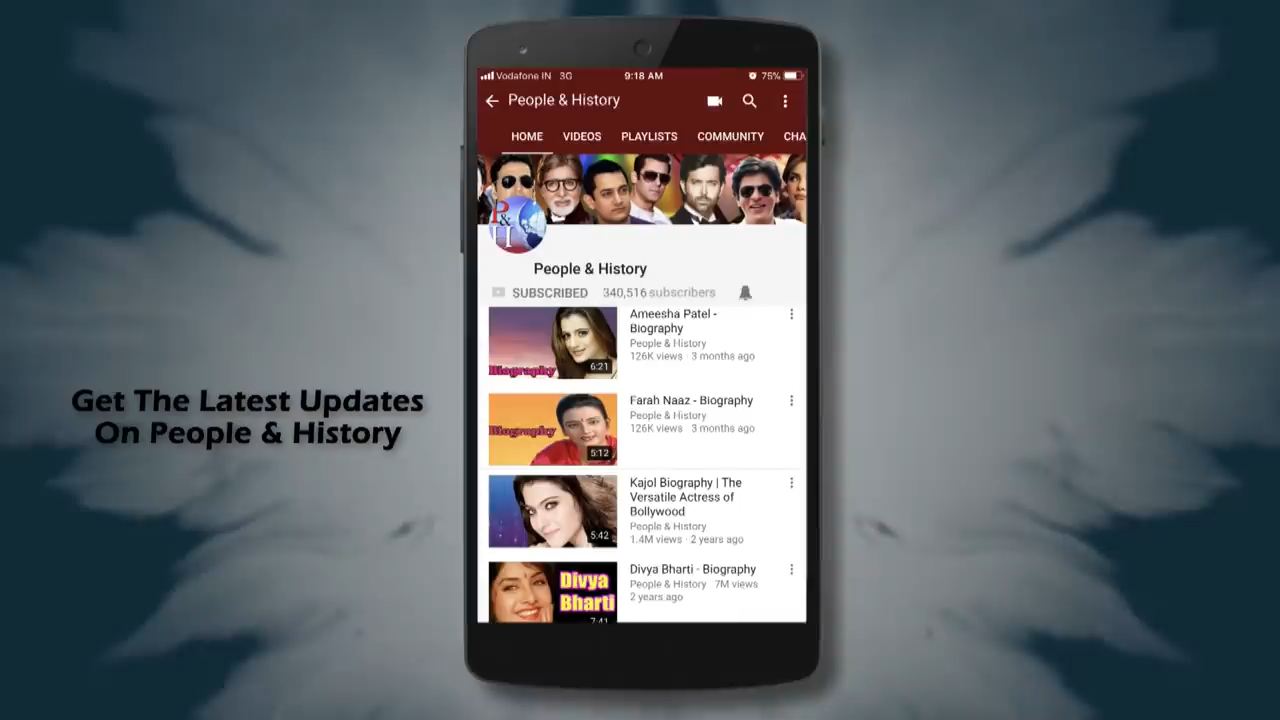 Vodafone IN 3G 9:18 AM 75%
People & History
HOME VIDEOS PLAYLISTS COMMUNITY CHA
P
&
H
People & History
SUBSCRIBED 340,516 subscribers
Ameesha Patel -
Biography
People & History
126K views · 3 months ago
Biography
6:21
Farah Naaz - Biography
People & History
126K views · 3 months ago
Biography
5:12
Kajol Biography | The
Versatile Actress of
Bollywood
People & History
1.4M views · 2 years ago
5:42
Divya Bharti - Biography
People & History 7M views
2 years ago
Divya
Bharti
7:41
Get The Latest Updates
On People & History